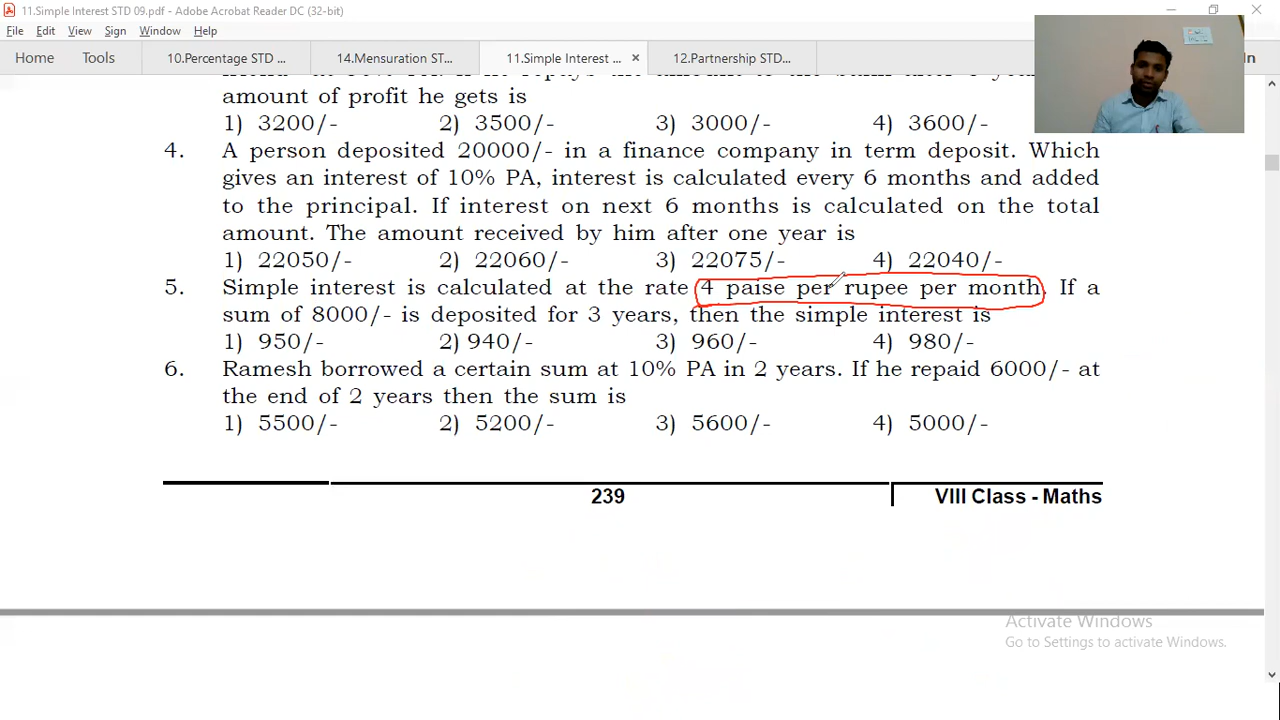 11.Simple Interest STD 09.pdf - Adobe Acrobat Reader DC (32-bit)
File Edit View Sign Window Help
Home Tools 10.Percentage STD ... 14.Mensuration ST... 11.Simple Interest ... × 12.Partnership STD... In
amount of profit he gets is
1) 3200/- 2) 3500/- 3) 3000/- 4) 3600/-
4. A person deposited 20000/- in a finance company in term deposit. Which
gives an interest of 10% PA, interest is calculated every 6 months and added
to the principal. If interest on next 6 months is calculated on the total
amount. The amount received by him after one year is
1) 22050/- 2) 22060/- 3) 22075/- 4) 22040/-
5. Simple interest is calculated at the rate 4 paise per rupee per month. If a
sum of 8000/- is deposited for 3 years, then the simple interest is
1) 950/- 2) 940/- 3) 960/- 4) 980/-
6. Ramesh borrowed a certain sum at 10% PA in 2 years. If he repaid 6000/- at
the end of 2 years then the sum is
1) 5500/- 2) 5200/- 3) 5600/- 4) 5000/-
239 VIII Class - Maths
Activate Windows
Go to Settings to activate Windows.